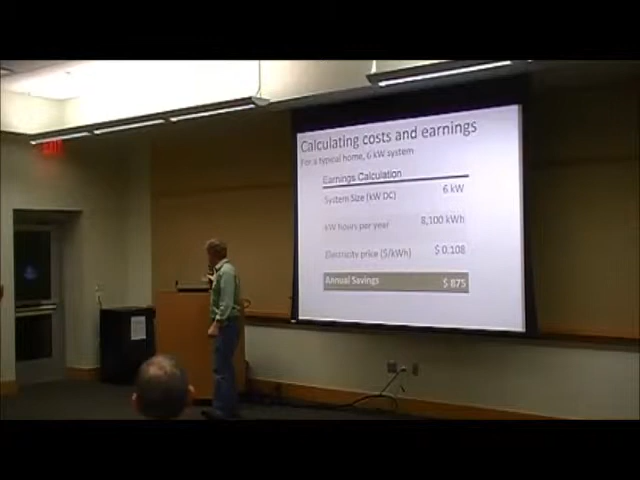 EXIT
Calculating costs and earnings
For a typical home, 6 kW system
Earnings Calculation
System Size (kW DC) 6 kW
kW hours per year 8,100 kWh
Electricity price ($/kWh) $ 0.108
Annual Savings $ 875